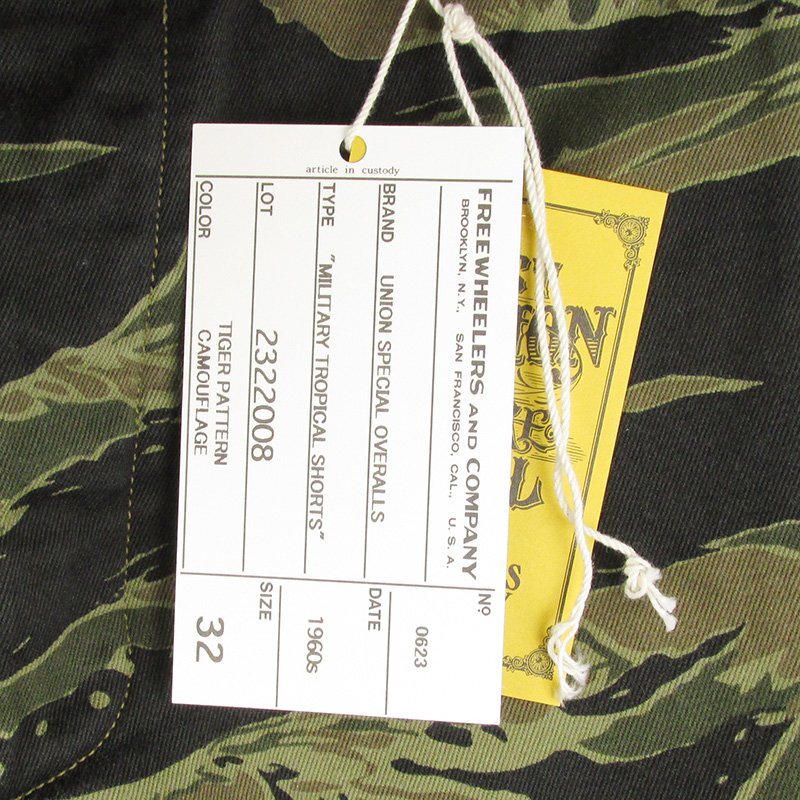 article in custody
FREEWHEELERS AND COMPANY
BROOKLYN, N.Y., SAN FRANCISCO, CAL., U. S. A.
Nº 0623
BRAND UNION SPECIAL OVERALLS
DATE 1960s
TYPE "MILITARY TROPICAL SHORTS"
LOT 2322008
SIZE 32
COLOR TIGER PATTERN
CAMOUFLAGE